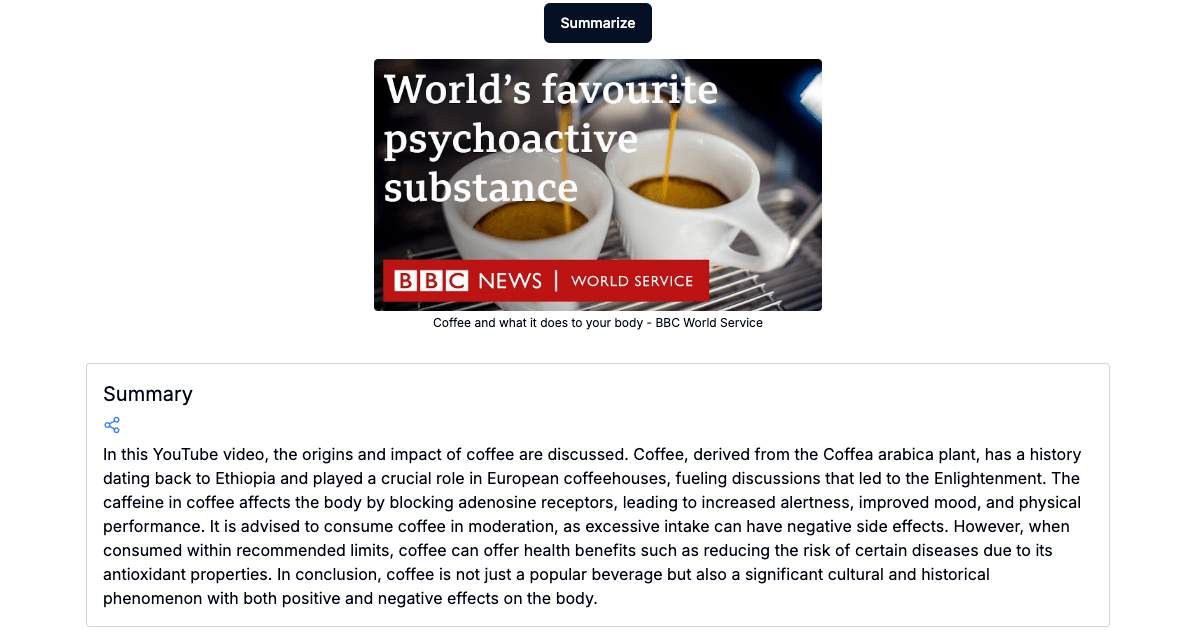 Summarize
World's favourite
psychoactive
substance
BBC NEWS | WORLD SERVICE
Coffee and what it does to your body - BBC World Service
Summary
In this YouTube video, the origins and impact of coffee are discussed. Coffee, derived from the Coffea arabica plant, has a history
dating back to Ethiopia and played a crucial role in European coffeehouses, fueling discussions that led to the Enlightenment. The
caffeine in coffee affects the body by blocking adenosine receptors, leading to increased alertness, improved mood, and physical
performance. It is advised to consume coffee in moderation, as excessive intake can have negative side effects. However, when
consumed within recommended limits, coffee can offer health benefits such as reducing the risk of certain diseases due to its
antioxidant properties. In conclusion, coffee is not just a popular beverage but also a significant cultural and historical
phenomenon with both positive and negative effects on the body.